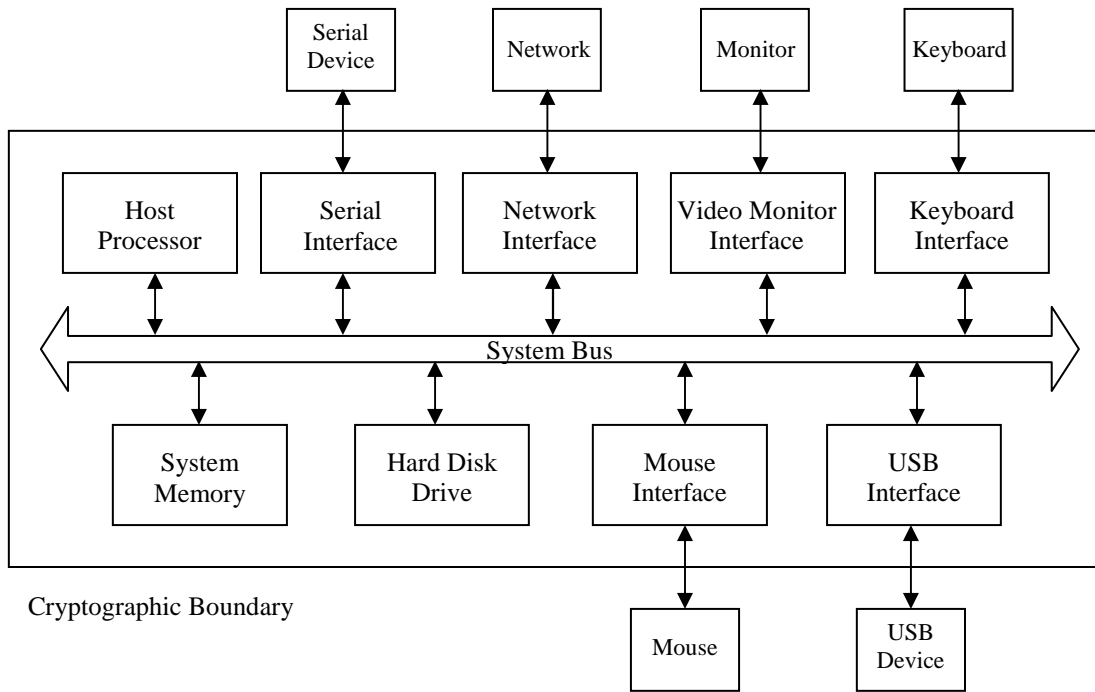 Serial
Device
Network
Monitor
Keyboard
Host
Processor
Serial
Interface
Network
Interface
Video Monitor
Interface
Keyboard
Interface
System Bus
System
Memory
Hard Disk
Drive
Mouse
Interface
USB
Interface
Cryptographic Boundary
Mouse
USB
Device